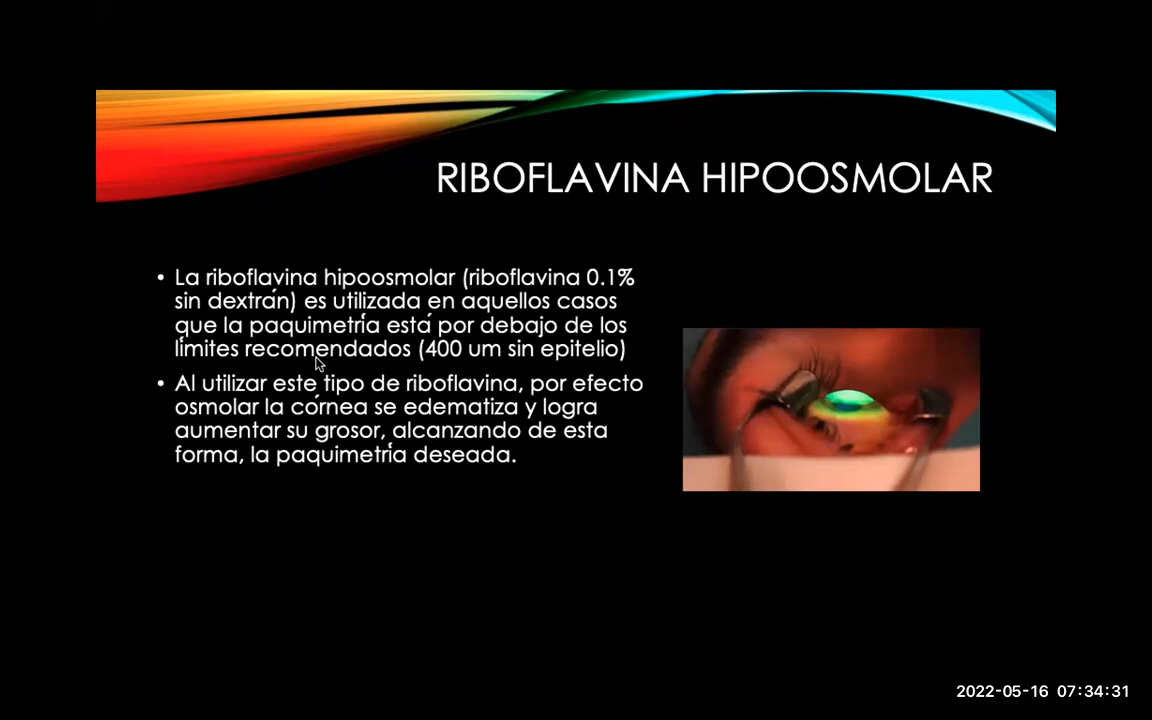 RIBOFLAVINA HIPOOSMOLAR
• La riboflavina hipoosmolar (riboflavina 0.1%
sin dextrán) es utilizada en aquellos casos
que la paquimetría está por debajo de los
límites recomendados (400 um sin epitelio)
• Al utilizar este tipo de riboflavina, por efecto
osmolar la córnea se edematiza y logra
aumentar su grosor, alcanzando de esta
forma, la paquimetría deseada.
2022-05-16 07:34:31